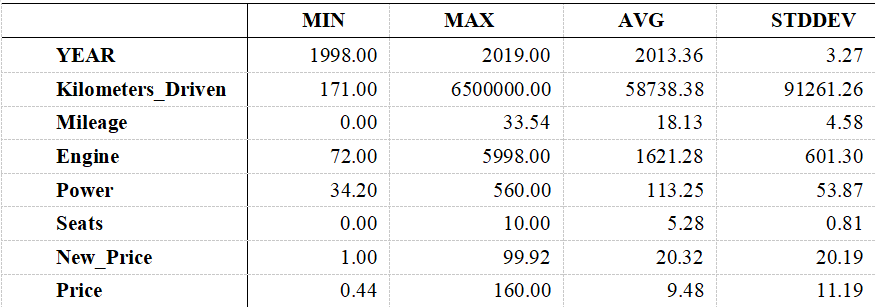 MIN MAX AVG STDDEV
YEAR 1998.00 2019.00 2013.36 3.27
Kilometers_Driven 171.00 6500000.00 58738.38 91261.26
Mileage 0.00 33.54 18.13 4.58
Engine 72.00 5998.00 1621.28 601.30
Power 34.20 560.00 113.25 53.87
Seats 0.00 10.00 5.28 0.81
New_Price 1.00 99.92 20.32 20.19
Price 0.44 160.00 9.48 11.19